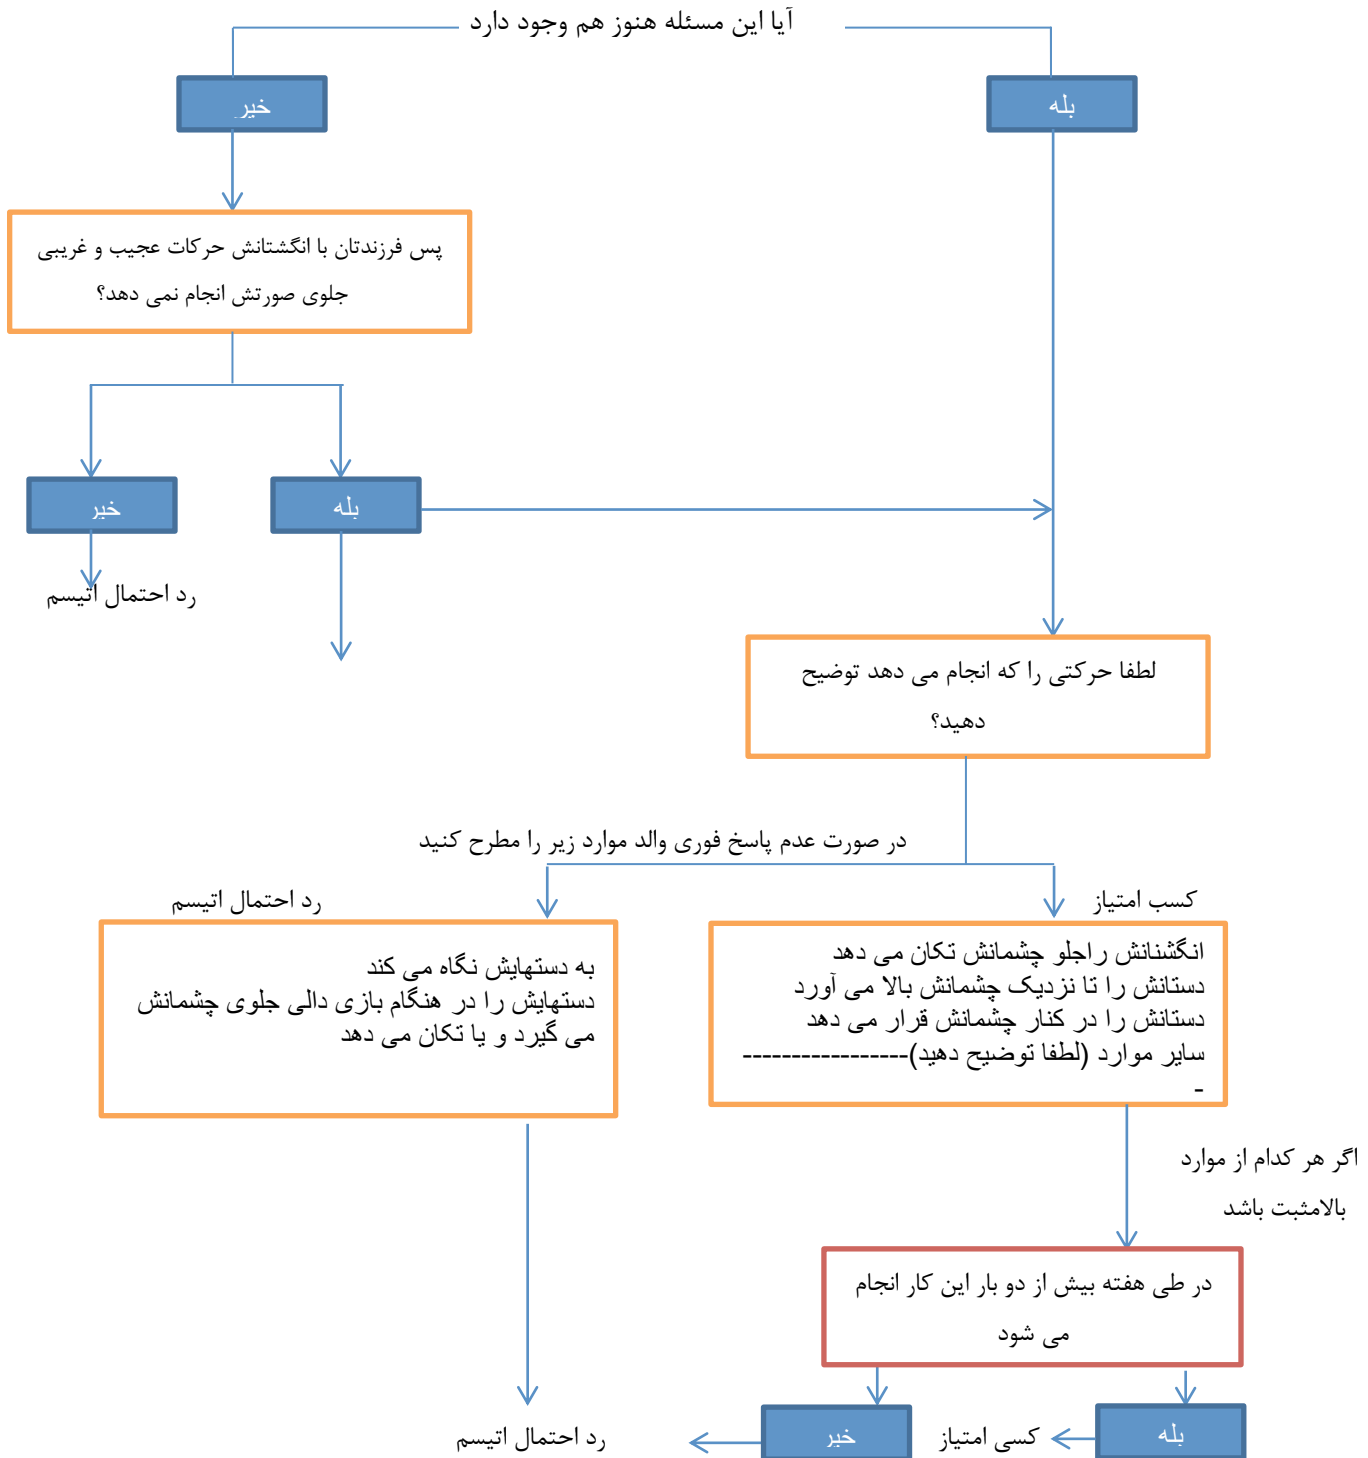 آیا این مسئله هنوز هم وجود دارد
بله
خیر
پس فرزندتان با انگشتانش حرکات عجیب و غریبی
جلوی صورتش انجام نمی دهد؟
بله
خیر
رد احتمال اتیسم
لطفا حرکتی را که انجام می دهد توضیح
دهید؟
در صورت عدم پاسخ فوری والد موارد زیر را مطرح کنید
کسب امتیاز
رد احتمال اتیسم
انگشنانش راجلو چشمانش تکان می دهد
دستانش را تا نزدیک چشمانش بالا می آورد
دستانش را در کنار چشمانش قرار می دهد
سایر موارد (لطفا توضیح دهید)-----------------
-
به دستهایش نگاه می کند
دستهایش را در هنگام بازی دالی جلوی چشمانش
می گیرد و یا تکان می دهد
اگر هر کدام از موارد
بالامثبت باشد
در طی هفته بیش از دو بار این کار انجام
می شود
بله
کسی امتیاز
خیر
رد احتمال اتیسم